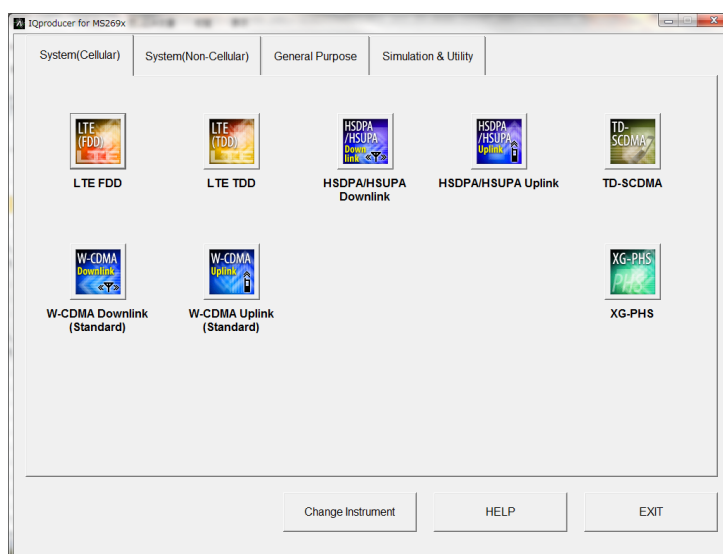 IQproducer for MS269x
System(Cellular)
System(Non-Cellular)
General Purpose
Simulation & Utility
LTE
(FDD)
LTE FDD
LTE
(TDD)
LTE TDD
HSDPA
/HSUPA
Down
link
HSDPA/HSUPA
Downlink
HSDPA
/HSUPA
Uplink
HSDPA/HSUPA Uplink
TD-
SCDMA
TD-SCDMA
W-CDMA
Downlink
W-CDMA Downlink
(Standard)
W-CDMA
Uplink
W-CDMA Uplink
(Standard)
XG-PHS
PHS
XG-PHS
Change Instrument
HELP
EXIT